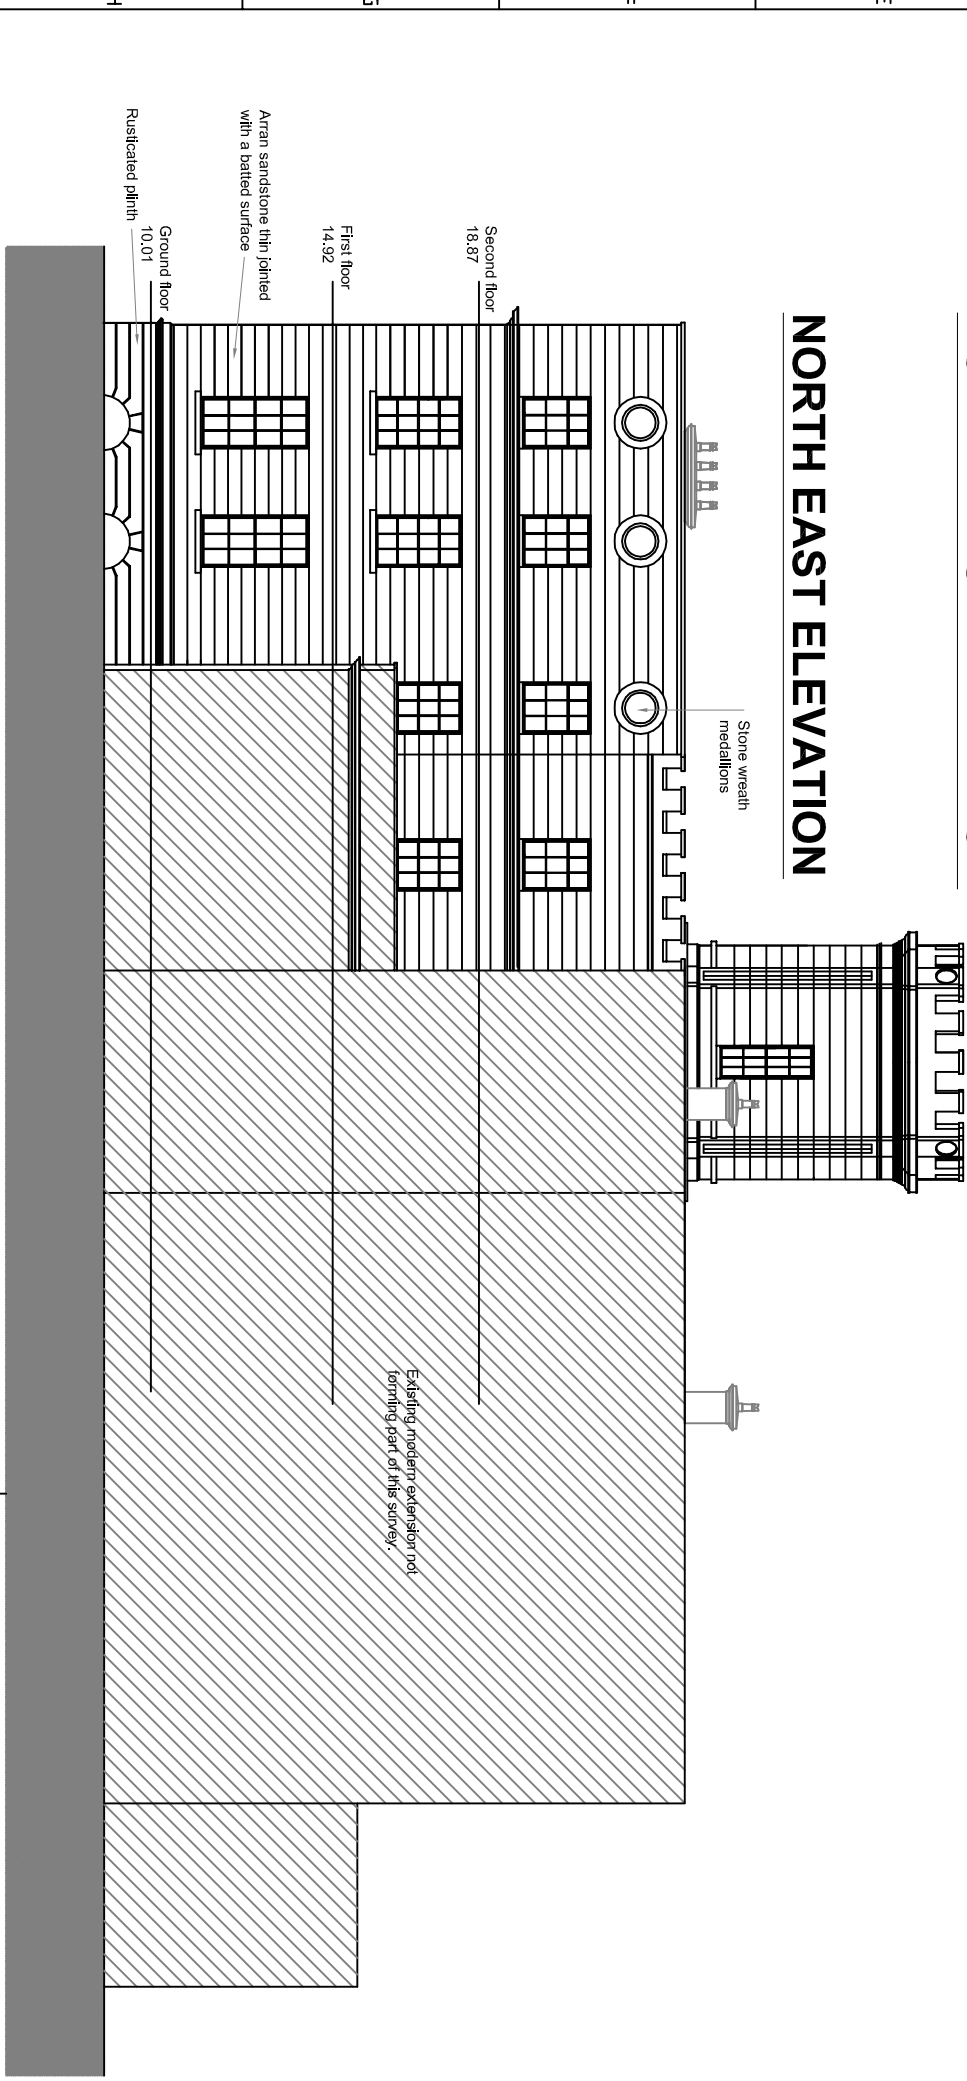 NORTH EAST ELEVATION
Stone wreath
medallions
Second floor
18.87
First floor
14.92
Arran sandstone thin jointed
with a batted surface
Ground floor
10.01
Rusticated plinth
Existing modern extension not
forming part of this survey.